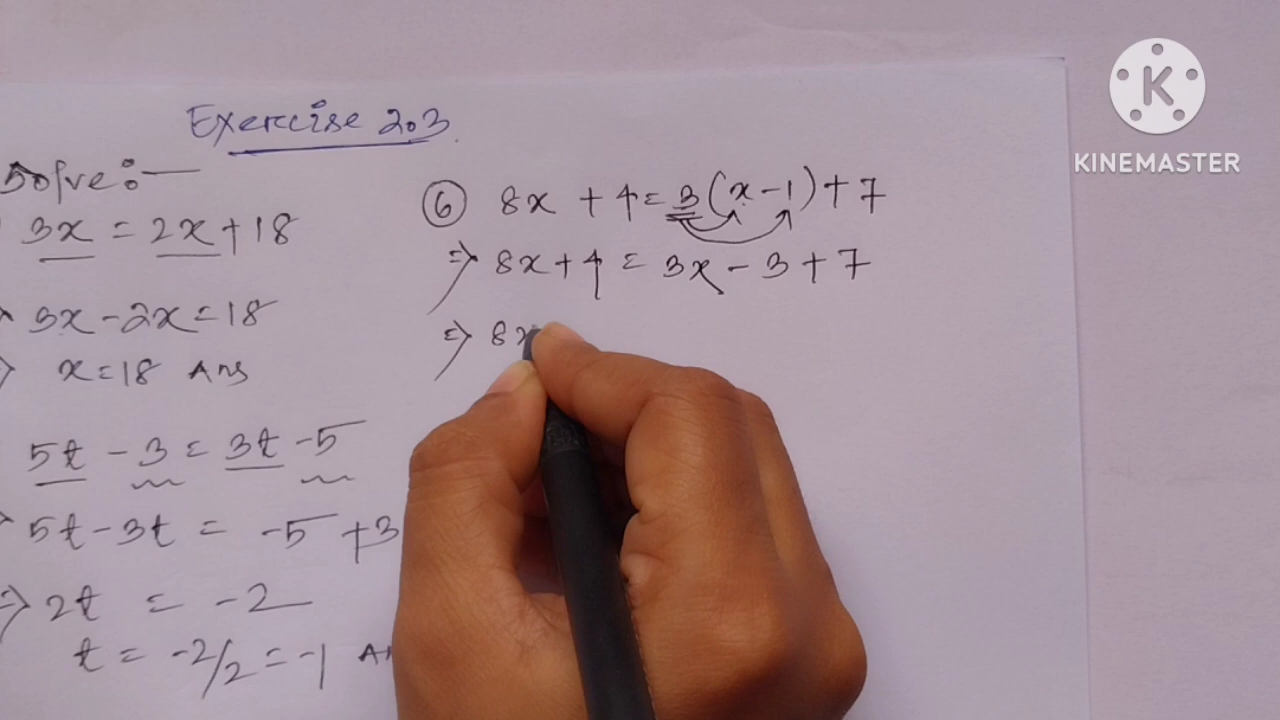 Exercise 2.3
Solve:—
3x = 2x + 18
3x - 2x = 18
⇒ x = 18 Ans
5t - 3 = 3t - 5
5t - 3t = -5 + 3
⇒ 2t = -2
t = -2/2 = -1
⑥ 8x + 4 = 3(x - 1) + 7
⇒ 8x + 4 = 3x - 3 + 7
⇒ 8x
KINEMASTER